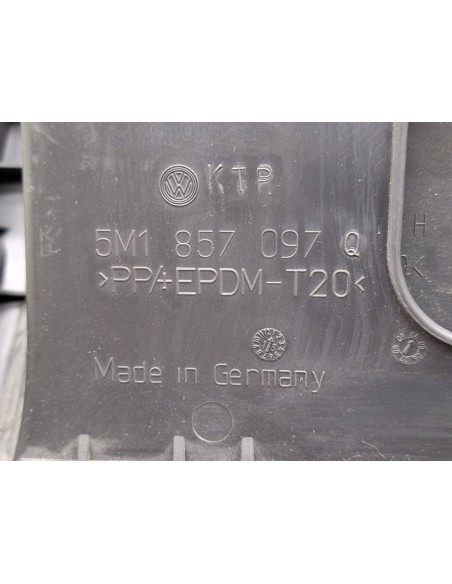 KTP
5M1 857 097 Q
>PP/+EPDM-T20<
Made in Germany
H